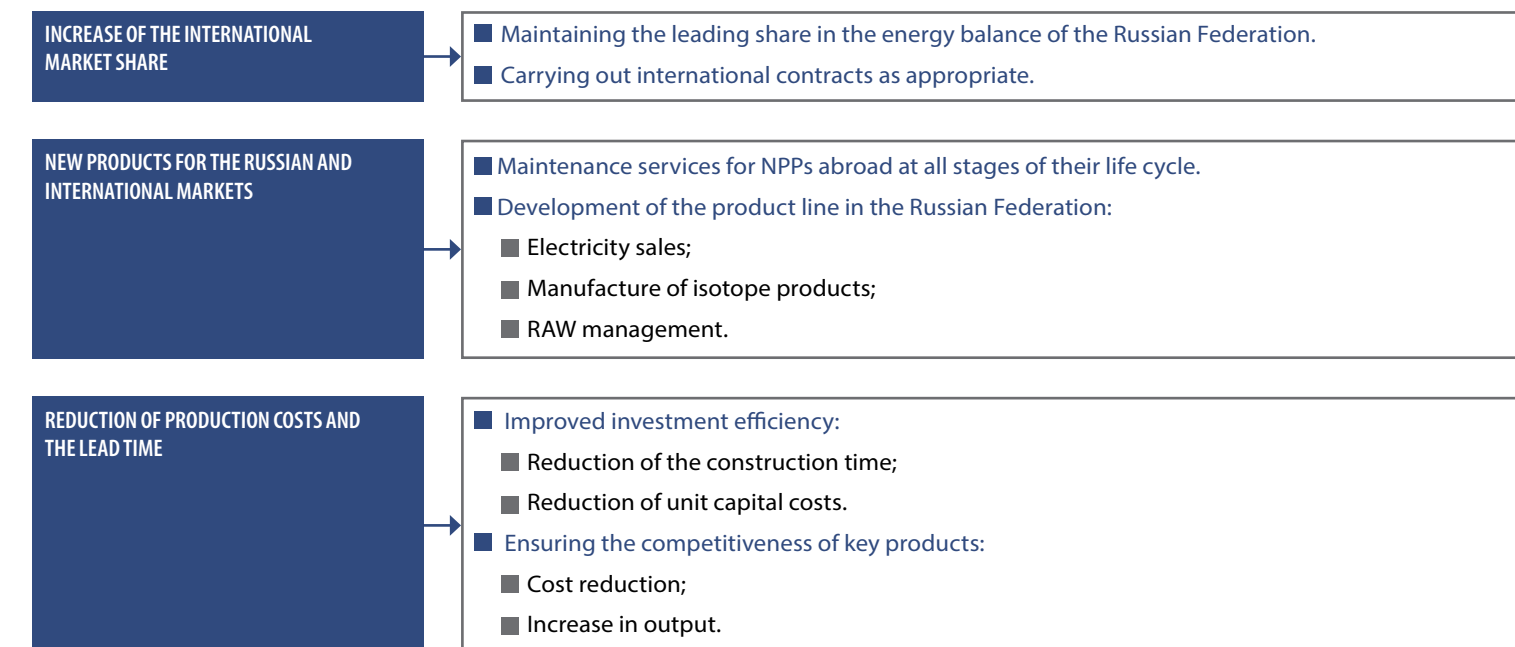 INCREASE OF THE INTERNATIONAL
MARKET SHARE
Maintaining the leading share in the energy balance of the Russian Federation.
Carrying out international contracts as appropriate.
NEW PRODUCTS FOR THE RUSSIAN AND
INTERNATIONAL MARKETS
Maintenance services for NPPs abroad at all stages of their life cycle.
Development of the product line in the Russian Federation:
Electricity sales;
Manufacture of isotope products;
RAW management.
REDUCTION OF PRODUCTION COSTS AND
THE LEAD TIME
Improved investment efficiency:
Reduction of the construction time;
Reduction of unit capital costs.
Ensuring the competitiveness of key products:
Cost reduction;
Increase in output.